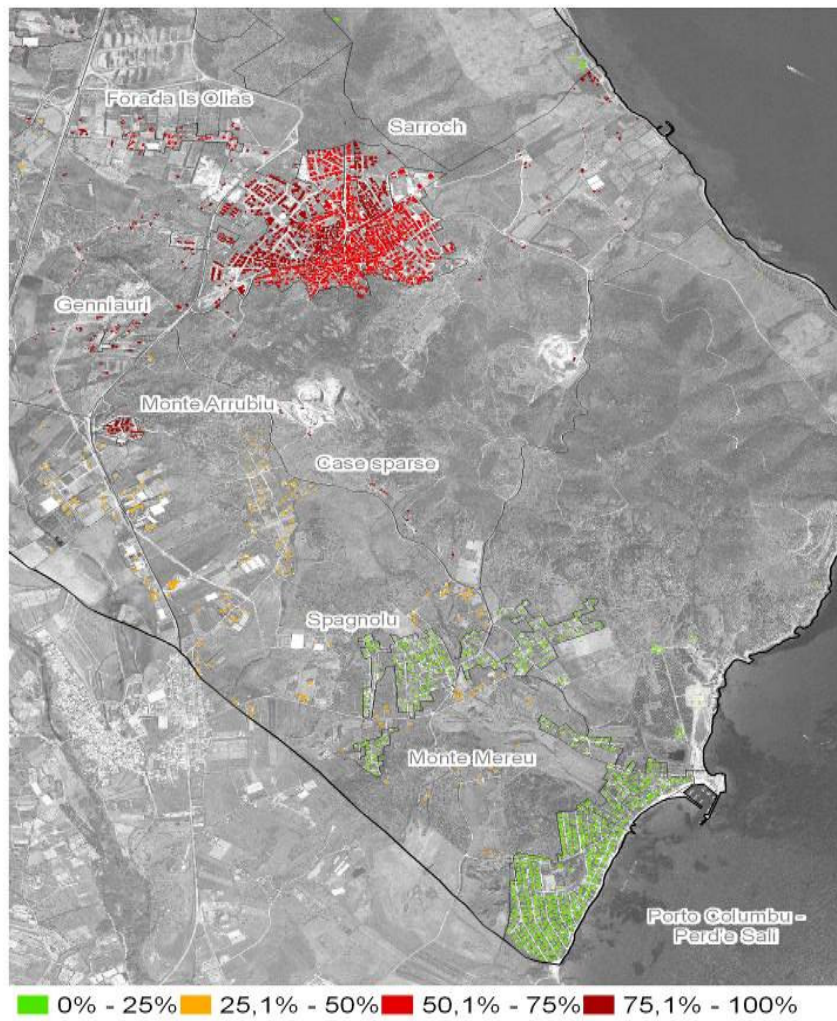 Forada Is Olias
Sarroch
Genniauri
Monte Arrubiu
Case sparse
Spagnolu
Monte Mereu
Porto Columbu -
Perd'e Sali
0% - 25% 25,1% - 50% 50,1% - 75% 75,1% - 100%